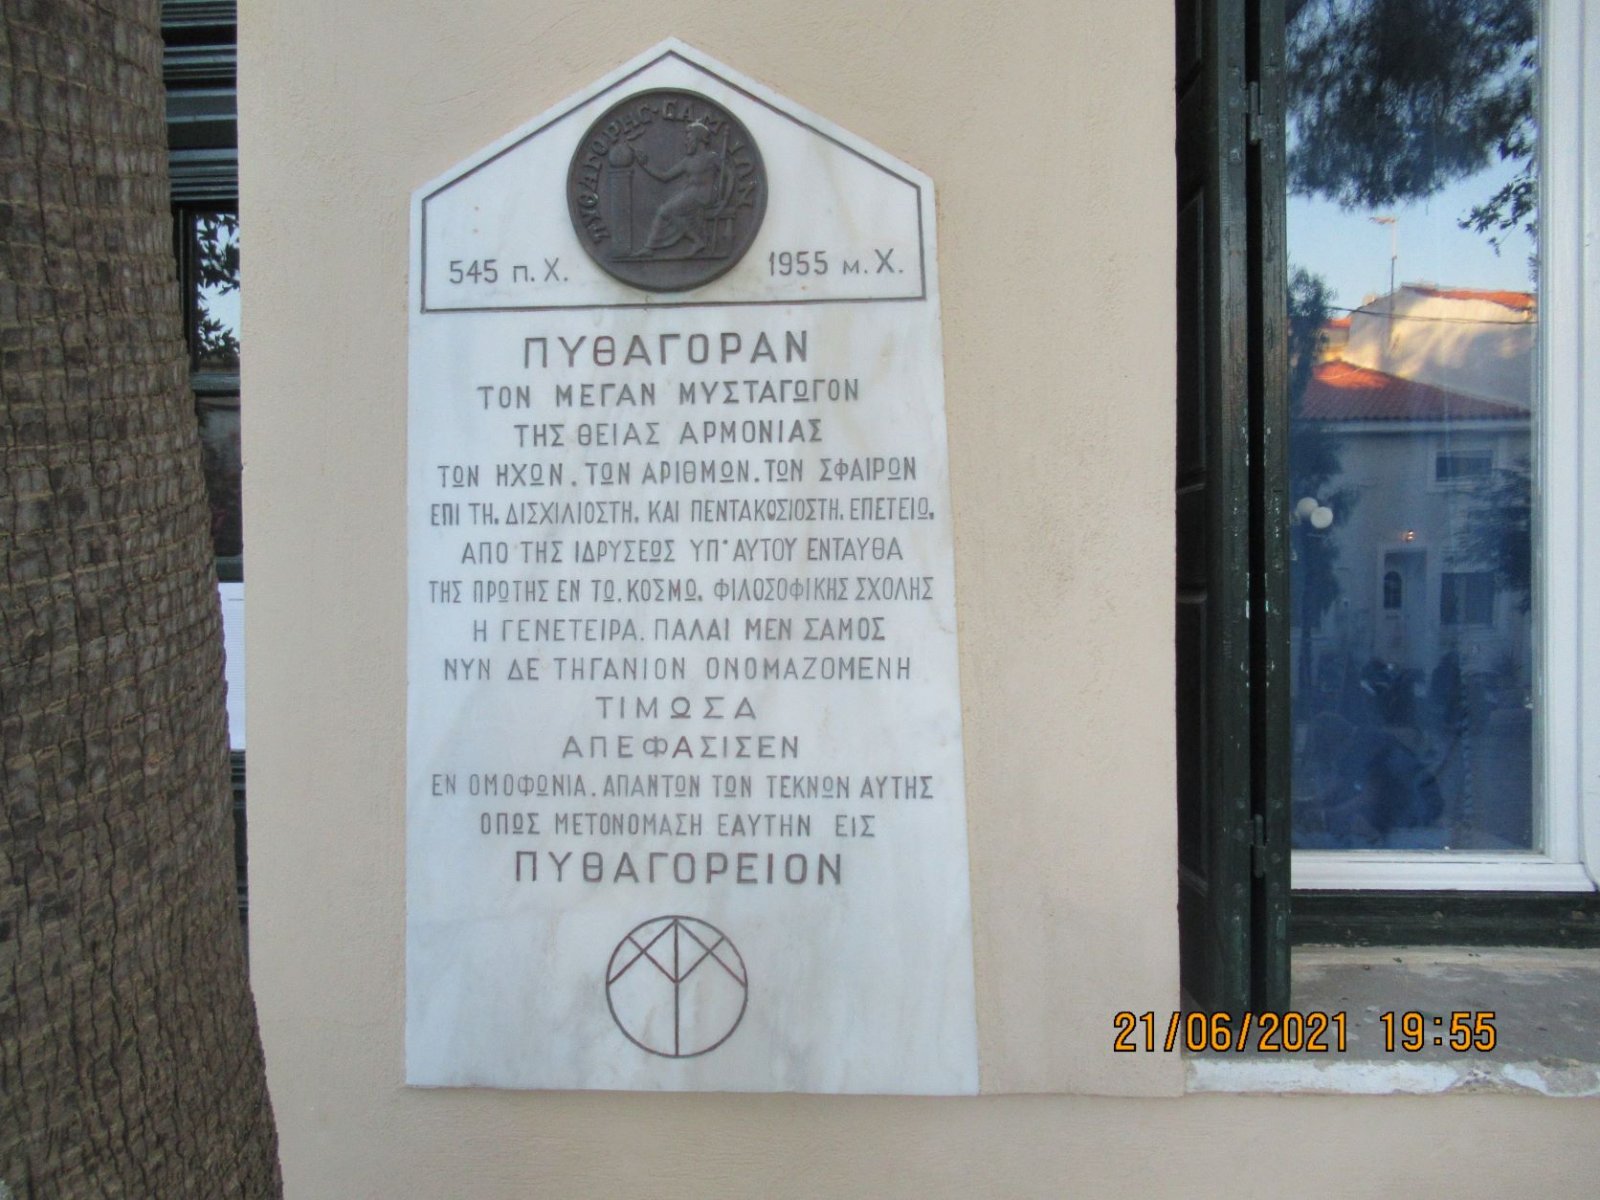 ΠΥΘΑΓΟΡΗС·САΜΙΩΝ
545 π. Χ. 1955 μ. Χ.
ΠΥΘΑΓΟΡΑΝ
ΤΟΝ ΜΕΓΑΝ ΜΥΣΤΑΓΩΓΟΝ
ΤΗΣ ΘΕΙΑΣ ΑΡΜΟΝΙΑΣ
ΤΩΝ ΗΧΩΝ. ΤΩΝ ΑΡΙΘΜΩΝ. ΤΩΝ ΣΦΑΙΡΩΝ
ΕΠΙ ΤΗͺ ΔΙΣΧΙΛΙΟΣΤΗͺ ΚΑΙ ΠΕΝΤΑΚΩΣΙΟΣΤΗͺ ΕΠΕΤΕΙΩͺ
ΑΠΟ ΤΗΣ ΙΔΡΥΣΕΩΣ ΥΠ' ΑΥΤΟΥ ΕΝΤΑΥΘΑ
ΤΗΣ ΠΡΩΤΗΣ ΕΝ ΤΩͺ ΚΟΣΜΩͺ ΦΙΛΟΣΟΦΙΚΗΣ ΣΧΟΛΗΣ
Η ΓΕΝΕΤΕΙΡΑ. ΠΑΛΑΙ ΜΕΝ ΣΑΜΟΣ
ΝΥΝ ΔΕ ΤΗΓΑΝΙΟΝ ΟΝΟΜΑΖΟΜΕΝΗ
ΤΙΜΩΣΑ
ΑΠΕΦΑΣΙΣΕΝ
ΕΝ ΟΜΟΦΩΝΙΑ. ΑΠΑΝΤΩΝ ΤΩΝ ΤΕΚΝΩΝ ΑΥΤΗΣ
ΟΠΩΣ ΜΕΤΟΝΟΜΑΣΗ ΕΑΥΤΗΝ ΕΙΣ
ΠΥΘΑΓΟΡΕΙΟΝ
21/06/2021 19:55